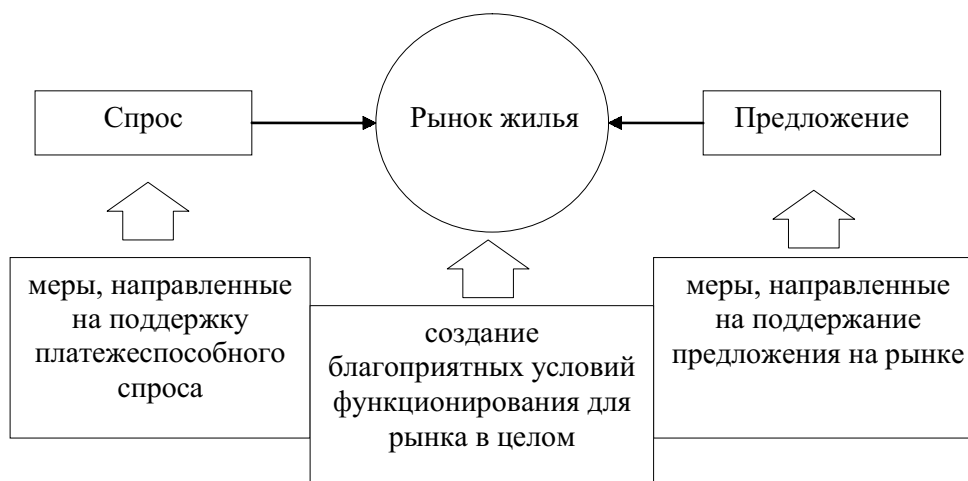 Спрос
Рынок жилья
Предложение
меры, направленные
на поддержку
платежеспособного
спроса
создание
благоприятных условий
функционирования для
рынка в целом
меры, направленные
на поддержание
предложения на рынке